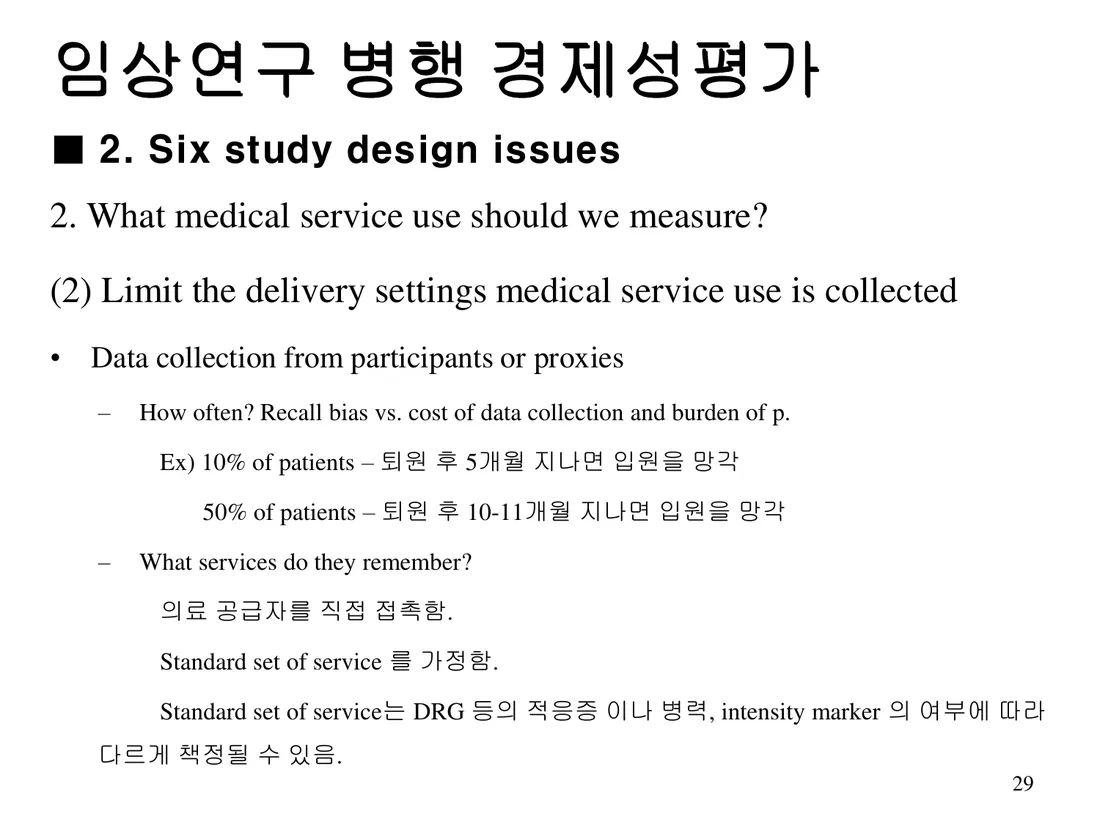 임상연구 병행 경제성평가
■ 2. Six study design issues
2. What medical service use should we measure?
(2) Limit the delivery settings medical service use is collected
• Data collection from participants or proxies
– How often? Recall bias vs. cost of data collection and burden of p.
Ex) 10% of patients – 퇴원 후 5개월 지나면 입원을 망각
50% of patients – 퇴원 후 10-11개월 지나면 입원을 망각
– What services do they remember?
의료 공급자를 직접 접촉함.
Standard set of service 를 가정함.
Standard set of service는 DRG 등의 적응증 이나 병력, intensity marker 의 여부에 따라
다르게 책정될 수 있음.
29